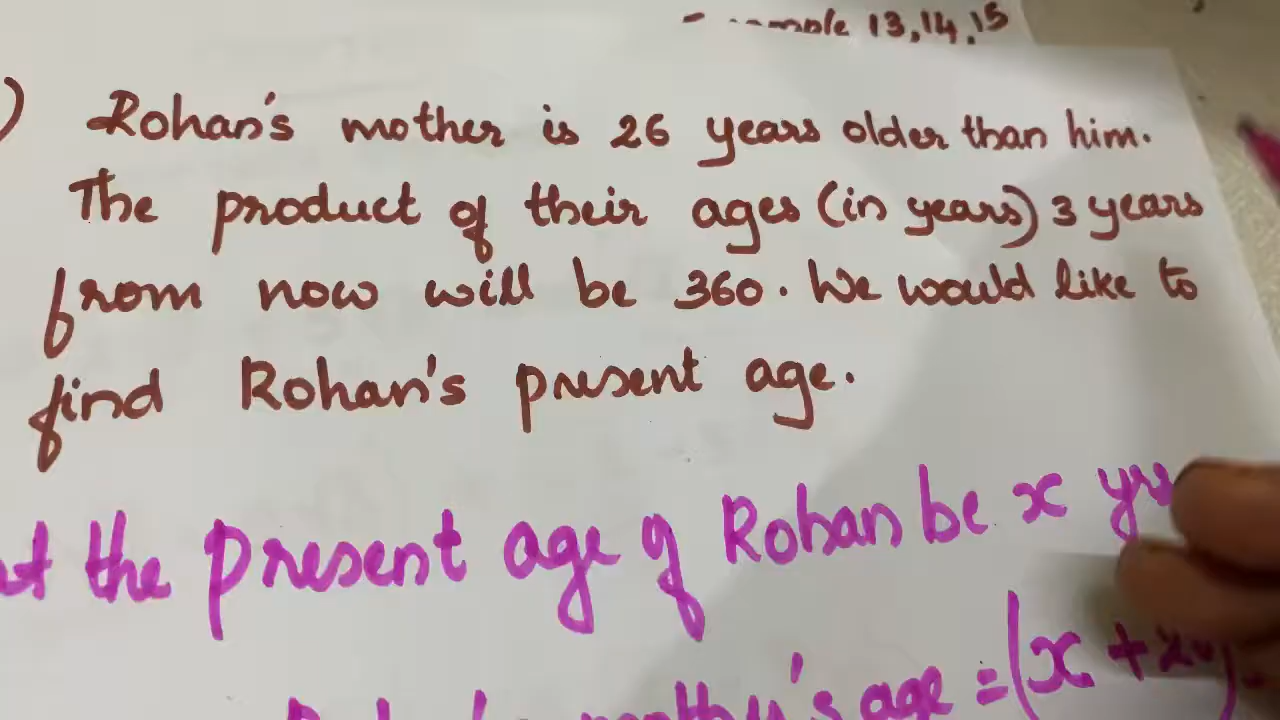 mple 13,14,15
) Rohan's mother is 26 years older than him.
The product of their ages (in years) 3 years
from now will be 360. We would like to
find Rohan's present age.
the present age of Rohan be x
's age = (x + 2